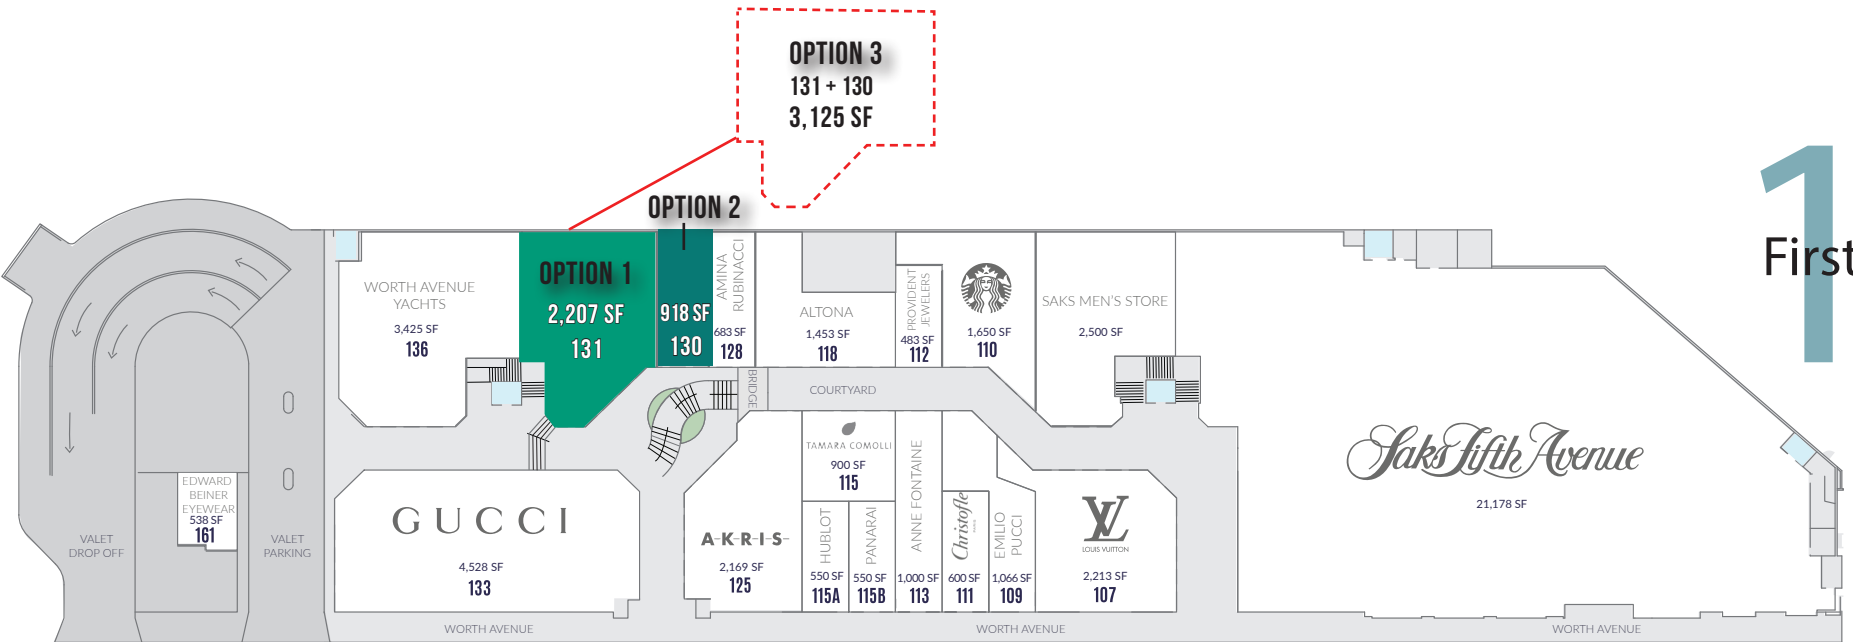 OPTION 3
131 + 130
3,125 SF
1
First
OPTION 2
OPTION 1
2,207 SF
131
918 SF
130
WORTH AVENUE
YACHTS
3,425 SF
136
AMINA
RUBINACCI
683 SF
128
ALTONA
1,453 SF
118
PROVIDENT
JEWELERS
483 SF
112
1,650 SF
110
SAKS MEN'S STORE
2,500 SF
BRIDGE
COURTYARD
Saks Fifth Avenue
21,178 SF
EDWARD
BEINER
EYEWEAR
538 SF
161
VALET
DROP OFF
VALET
PARKING
GUCCI
4,528 SF
133
A-K-R-I-S-
2,169 SF
125
TAMARA COMOLLI
900 SF
115
HUBLOT
550 SF
115A
PANARAI
550 SF
115B
ANNE FONTAINE
1,000 SF
113
Christofle
600 SF
111
EMILIO
PUCCI
1,066 SF
109
LV
LOUIS VUITTON
2,213 SF
107
WORTH AVENUE
WORTH AVENUE
WORTH AVENUE